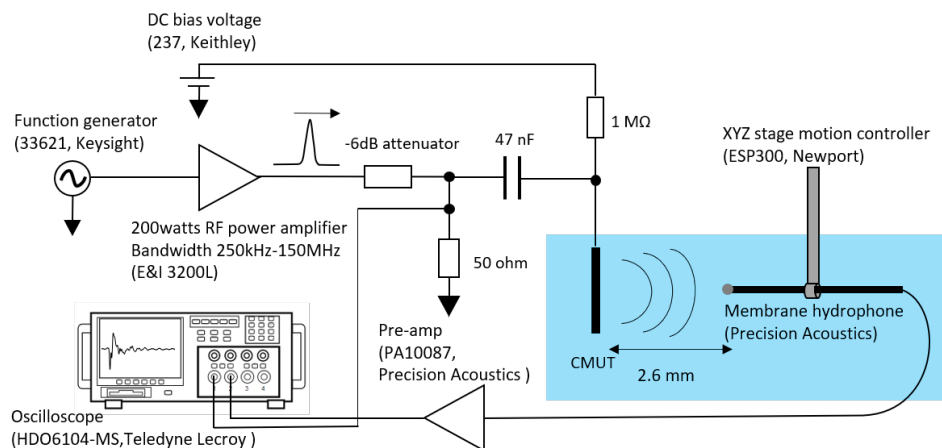 DC bias voltage
(237, Keithley)
Function generator
(33621, Keysight)
-6dB attenuator
47 nF
1 MΩ
XYZ stage motion controller
(ESP300, Newport)
200watts RF power amplifier
Bandwidth 250kHz-150MHz
(E&I 3200L)
50 ohm
Pre-amp
(PA10087,
Precision Acoustics )
CMUT
2.6 mm
Membrane hydrophone
(Precision Acoustics)
3 4
Oscilloscope
(HDO6104-MS,Teledyne Lecroy )